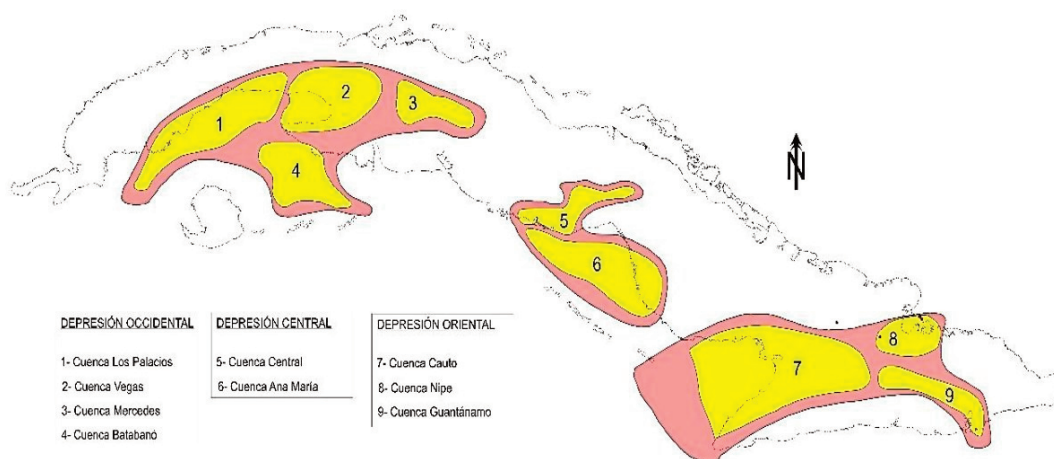 1
2
3
4
N
5
6
7
8
9
DEPRESIÓN OCCIDENTAL
1- Cuenca Los Palacios
2- Cuenca Vegas
3- Cuenca Mercedes
4- Cuenca Batabanó
DEPRESIÓN CENTRAL
5- Cuenca Central
6- Cuenca Ana María
DEPRESIÓN ORIENTAL
7- Cuenca Cauto
8- Cuenca Nipe
9- Cuenca Guantánamo